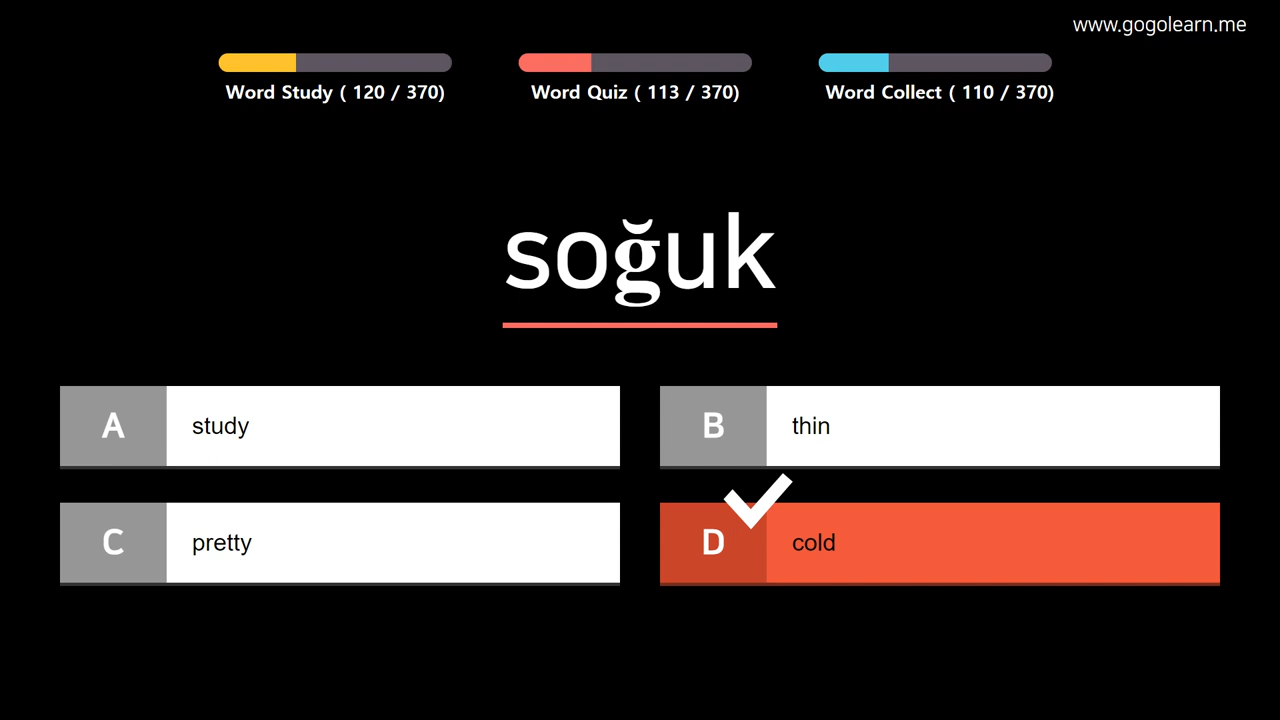 www.gogolearn.me
Word Study ( 120 / 370)
Word Quiz ( 113 / 370)
Word Collect ( 110 / 370)
soğuk
A study
B thin
C pretty
D cold